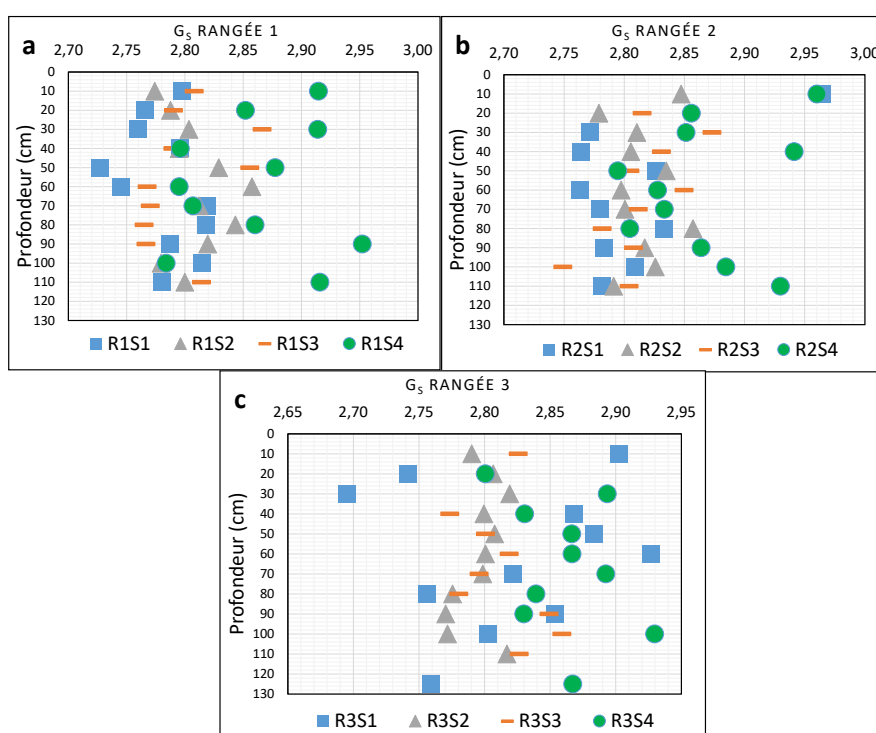 a
G_S RANGÉE 1
2,70 2,75 2,80 2,85 2,90 2,95 3,00
Profondeur (cm)
0
10
20
30
40
50
60
70
80
90
100
110
120
130
R1S1 R1S2 R1S3 R1S4
b
G_S RANGÉE 2
2,70 2,75 2,80 2,85 2,90 2,95 3,00
Profondeur (cm)
0
10
20
30
40
50
60
70
80
90
100
110
120
130
R2S1 R2S2 R2S3 R2S4
c
G_S RANGÉE 3
2,65 2,70 2,75 2,80 2,85 2,90 2,95
Profondeur (cm)
0
10
20
30
40
50
60
70
80
90
100
110
120
130
R3S1 R3S2 R3S3 R3S4